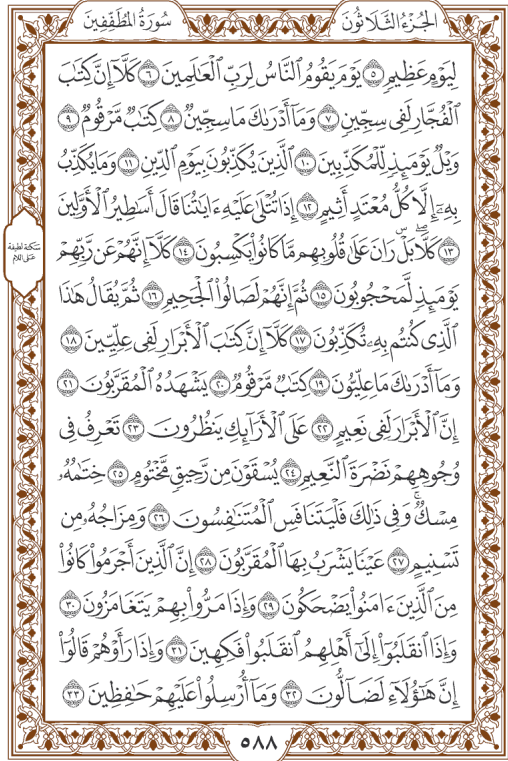 الجُزْءُ الثَّلَاثُونَ
سُورَةُ المُطَفِّفِينَ
لِيَوْمٍ عَظِيمٍ ٥ يَوْمَ يَقُومُ ٱلنَّاسُ لِرَبِّ ٱلْعَٰلَمِينَ ٦ كَلَّآ إِنَّ كِتَٰبَ
ٱلْفُجَّارِ لَفِى سِجِّينٍ ٧ وَمَآ أَدْرَىٰكَ مَا سِجِّينٌ ٨ كِتَٰبٌ مَّرْقُومٌ ٩
وَيْلٌ يَوْمَئِذٍ لِّلْمُكَذِّبِينَ ١٠ ٱلَّذِينَ يُكَذِّبُونَ بِيَوْمِ ٱلدِّينِ ١١ وَمَا يُكَذِّبُ
بِهِۦٓ إِلَّا كُلُّ مُعْتَدٍ أَثِيمٍ ١٢ إِذَا تُتْلَىٰ عَلَيْهِ ءَايَٰتُنَا قَالَ أَسَٰطِيرُ ٱلْأَوَّلِينَ
١٣ كَلَّا ۖ بَلْ ۜ رَانَ عَلَىٰ قُلُوبِهِم مَّا كَانُوا۟ يَكْسِبُونَ ١٤ كَلَّآ إِنَّهُمْ عَن رَّبِّهِمْ
سكتة لطيفة
على اللام
يَوْمَئِذٍ لَّمَحْجُوبُونَ ١٥ ثُمَّ إِنَّهُمْ لَصَالُوا۟ ٱلْجَحِيمِ ١٦ ثُمَّ يُقَالُ هَٰذَا
ٱلَّذِى كُنتُم بِهِۦ تُكَذِّبُونَ ١٧ كَلَّآ إِنَّ كِتَٰبَ ٱلْأَبْرَارِ لَفِى عِلِّيِّينَ ١٨
وَمَآ أَدْرَىٰكَ مَا عِلِّيُّونَ ١٩ كِتَٰبٌ مَّرْقُومٌ ٢٠ يَشْهَدُهُ ٱلْمُقَرَّبُونَ ٢١
إِنَّ ٱلْأَبْرَارَ لَفِى نَعِيمٍ ٢٢ عَلَى ٱلْأَرَآئِكِ يَنظُرُونَ ٢٣ تَعْرِفُ فِى
وُجُوهِهِمْ نَضْرَةَ ٱلنَّعِيمِ ٢٤ يُسْقَوْنَ مِن رَّحِيقٍ مَّخْتُومٍ ٢٥ خِتَٰمُهُۥ
مِسْكٌ ۚ وَفِى ذَٰلِكَ فَلْيَتَنَافَسِ ٱلْمُتَنَٰفِسُونَ ٢٦ وَمِزَاجُهُۥ مِن
تَسْنِيمٍ ٢٧ عَيْنًا يَشْرَبُ بِهَا ٱلْمُقَرَّبُونَ ٢٨ إِنَّ ٱلَّذِينَ أَجْرَمُوا۟ كَانُوا۟
مِنَ ٱلَّذِينَ ءَامَنُوا۟ يَضْحَكُونَ ٢٩ وَإِذَا مَرُّوا۟ بِهِمْ يَتَغَامَزُونَ ٣٠
وَإِذَا ٱنقَلَبُوٓا۟ إِلَىٰٓ أَهْلِهِمُ ٱنقَلَبُوا۟ فَكِهِينَ ٣١ وَإِذَا رَأَوْهُمْ قَالُوٓا۟
إِنَّ هَٰٓؤُلَآءِ لَضَآلُّونَ ٣٢ وَمَآ أُرْسِلُوا۟ عَلَيْهِمْ حَٰفِظِينَ ٣٣
٥٨٨